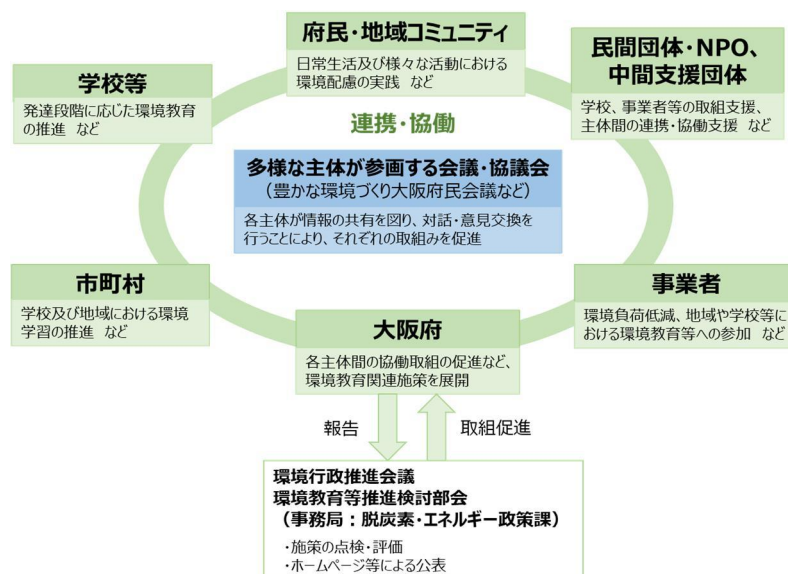 府民・地域コミュニティ
日常生活及び様々な活動における
環境配慮の実践 など
民間団体・NPO、
中間支援団体
学校、事業者等の取組支援、
主体間の連携・協働支援 など
学校等
発達段階に応じた環境教育
の推進 など
連携・協働
多様な主体が参画する会議・協議会
（豊かな環境づくり大阪府民会議など）
各主体が情報の共有を図り、対話・意見交換を
行うことにより、それぞれの取組みを促進
市町村
学校及び地域における環境
学習の推進 など
事業者
環境負荷低減、地域や学校等に
おける環境教育等への参加 など
大阪府
各主体間の協働取組の促進など、
環境教育関連施策を展開
報告
取組促進
環境行政推進会議
環境教育等推進検討部会
（事務局：脱炭素・エネルギー政策課）
・施策の点検・評価
・ホームページ等による公表